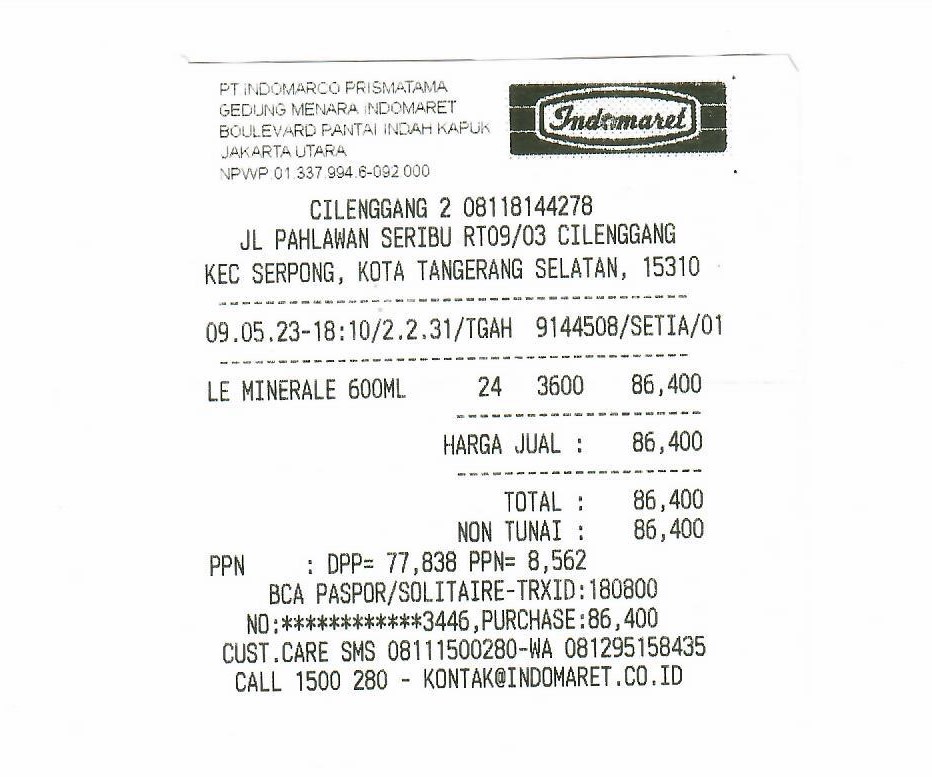 PT INDOMARCO PRISMATAMA
GEDUNG MENARA INDOMARET
BOULEVARD PANTAI INDAH KAPUK
JAKARTA UTARA
NPWP 01.337.994.6-092.000
Indomaret
CILENGGANG 2 08118144278
JL PAHLAWAN SERIBU RT09/03 CILENGGANG
KEC SERPONG, KOTA TANGERANG SELATAN, 15310
09.05.23-18:10/2.2.31/TGAH 9144508/SETIA/01
LE MINERALE 600ML 24 3600 86,400
HARGA JUAL : 86,400
TOTAL : 86,400
NON TUNAI : 86,400
PPN : DPP= 77,838 PPN= 8,562
BCA PASPOR/SOLITAIRE-TRXID:180800
NO:************3446,PURCHASE:86,400
CUST.CARE SMS 08111500280-WA 081295158435
CALL 1500 280 - KONTAK@INDOMARET.CO.ID